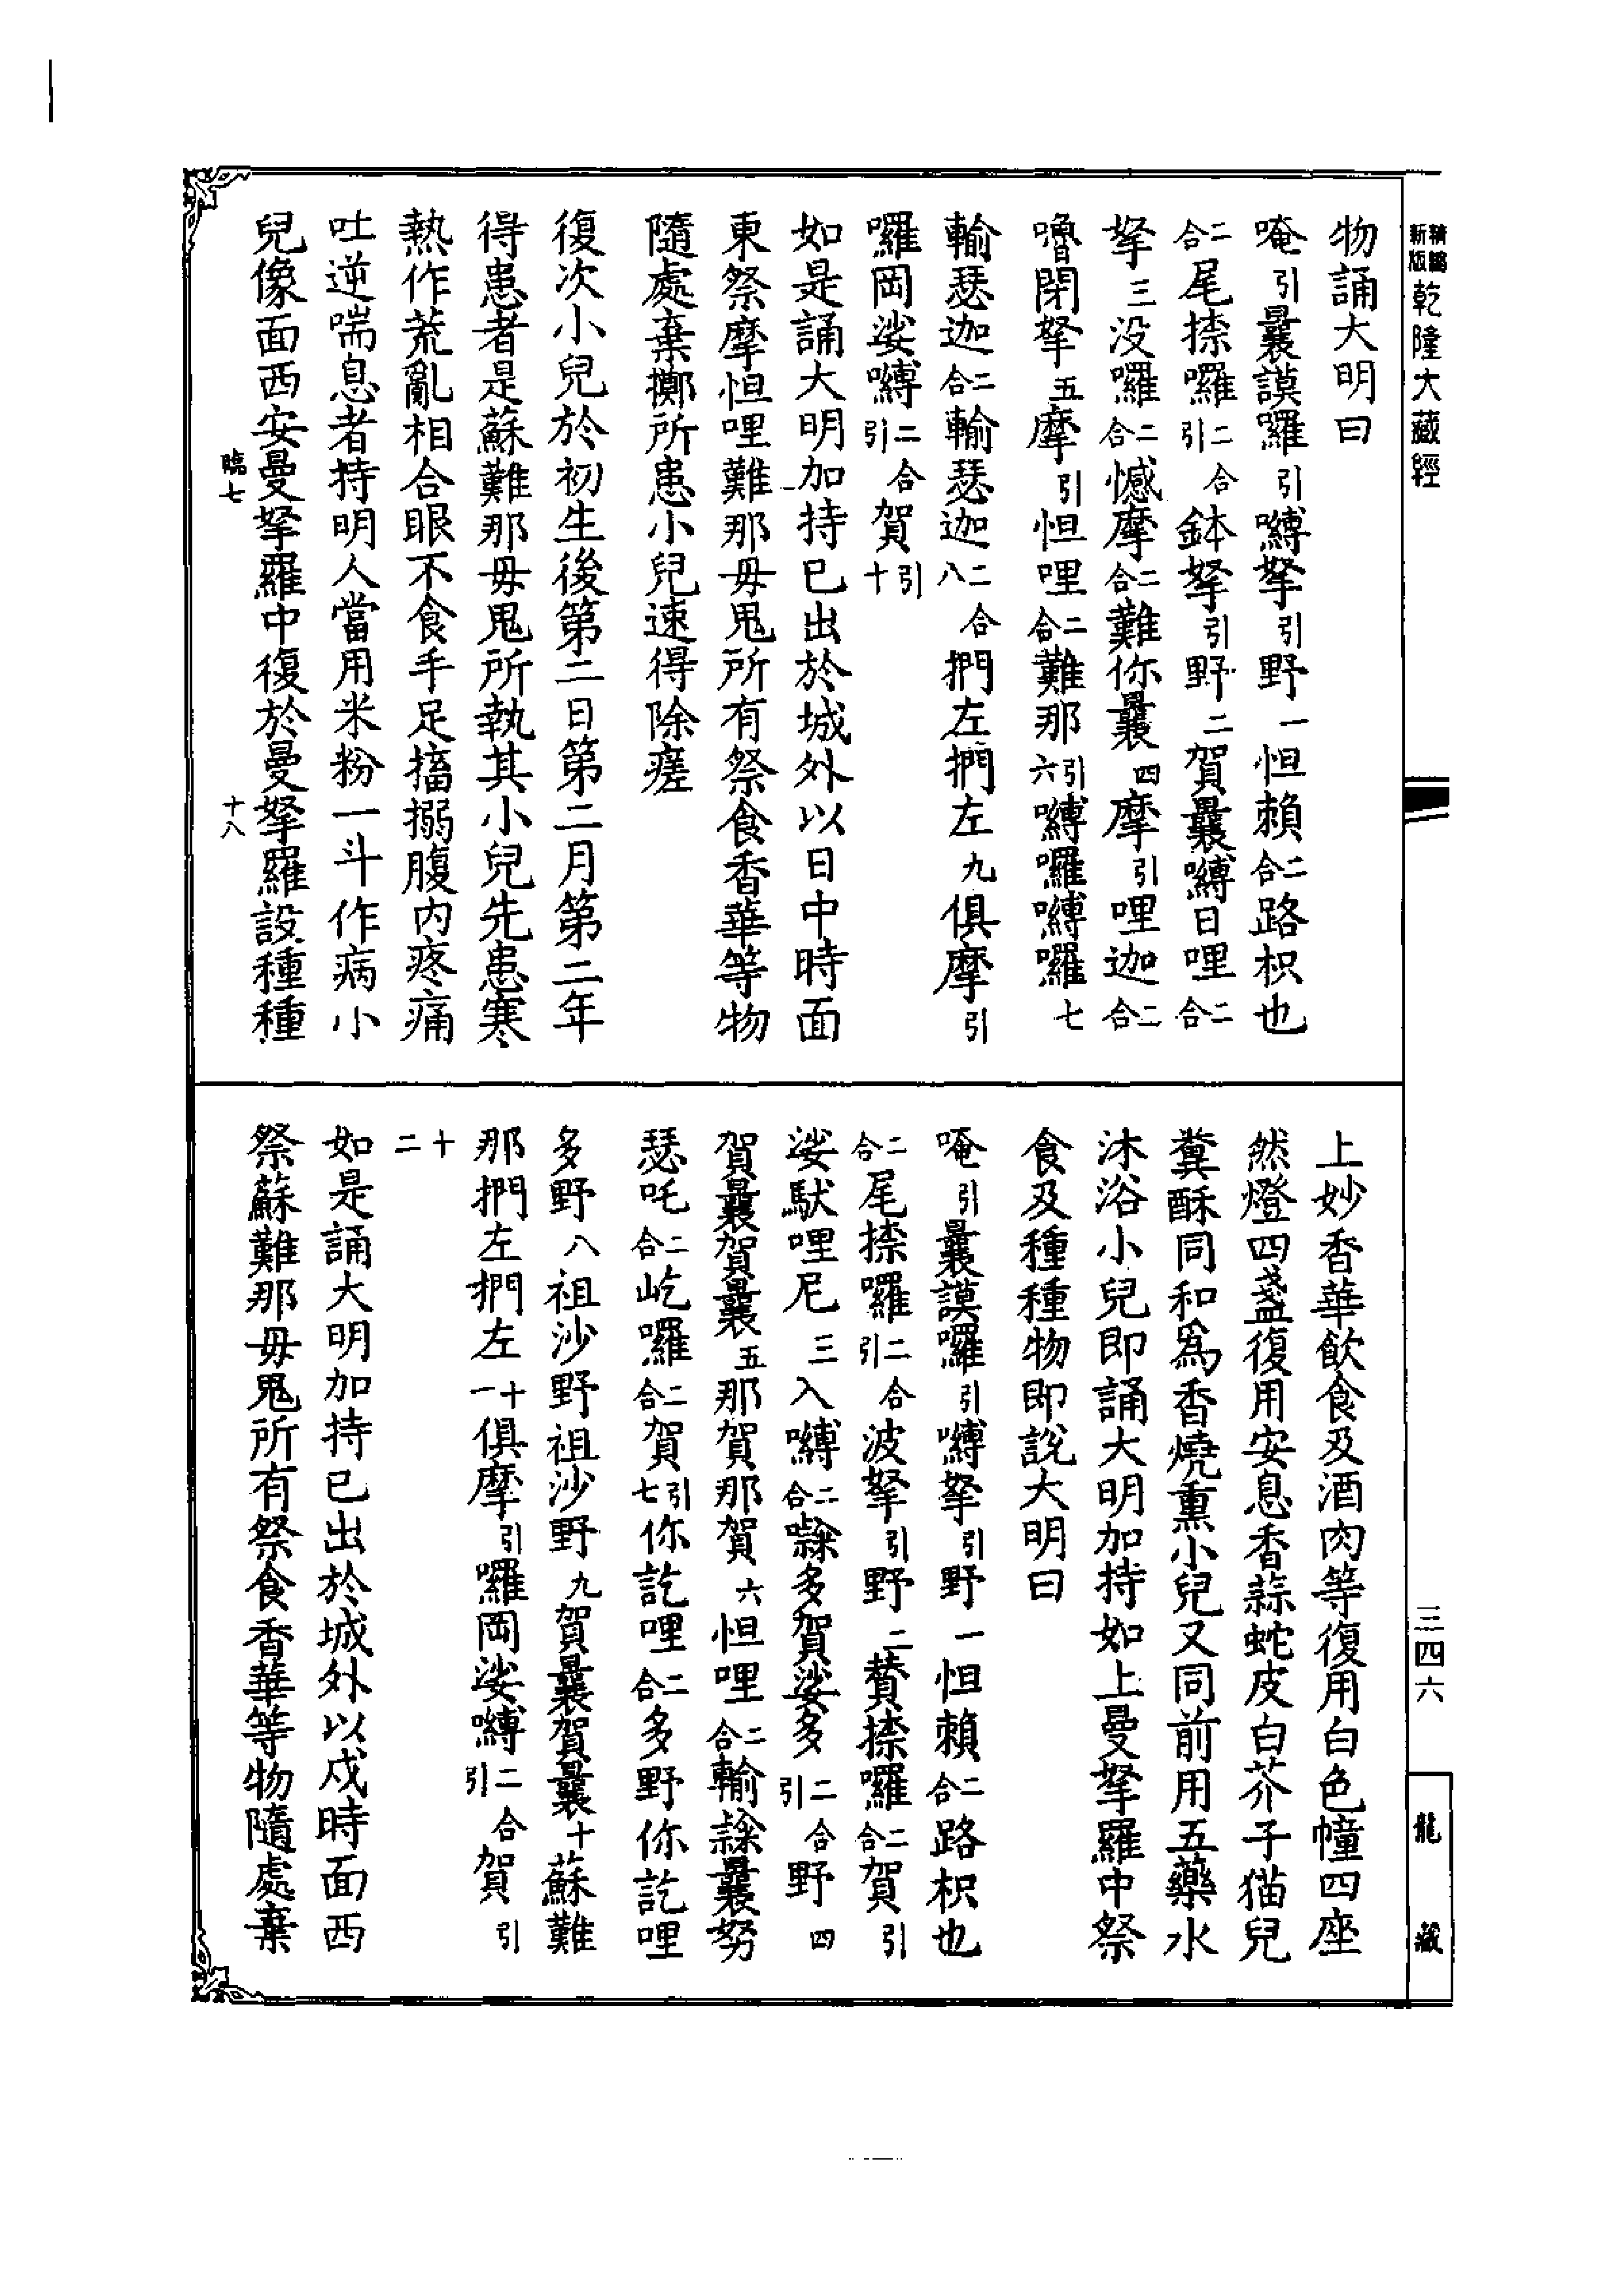 新版
乾隆大藏經
物誦大明曰
唵引曩謨囉引嚩拏引野一怛賴二合路枳也
二合尾捺囉二合引鉢拏引野二賀曩嚩日哩二合
拏三没囉二合憾摩二合難你曩四摩引哩迦二合
嚕閉拏五摩引怛哩二合難那引六嚩囉嚩囉七
輸瑟迦二合輸瑟迦二合八捫左捫左九俱摩引
囉岡娑嚩二合引賀引十
如是誦大明加持已出於城外以日中時面
東祭摩怛哩難那毋鬼所有祭食香華等物
隨處棄擲所患小兒速得除瘥
復次小兒於初生後第二日第二月第二年
得患者是蘇難那毋鬼所執其小兒先患寒
熱作荒亂相合眼不食手足搐搦腹内疼痛
吐逆喘息者持明人當用米粉一斗作病小
兒像面西安曼拏羅中復於曼拏羅設種種
臨七
十八
上妙香華飲食及酒肉等復用白色幢四座
然燈四盞復用安息香蒜蛇皮白芥子猫兒
糞酥同和為香燒熏小兒又同前用五藥水
沐浴小兒即誦大明加持如上曼拏羅中祭
食及種種物即説大明曰
唵引曩謨囉引嚩拏引野一怛賴二合路枳也
二合尾捺囉二合引波拏引野二賛捺囉二合賀引
娑馱哩尼三入嚩二合㘑多賀娑多二合引野四
賀曩賀曩五那賀那賀六怛哩二合輸㘑曩努
瑟吒二合屹囉二合賀引七你訖哩二合多野你訖哩
多野八祖沙野祖沙野九賀曩賀曩十蘇難
那捫左捫左十一俱摩引囉岡娑嚩二合引賀引
十二
如是誦大明加持已出於城外以戍時面西
祭蘇難那毋鬼所有祭食香華等物隨處棄
三四六
龍藏